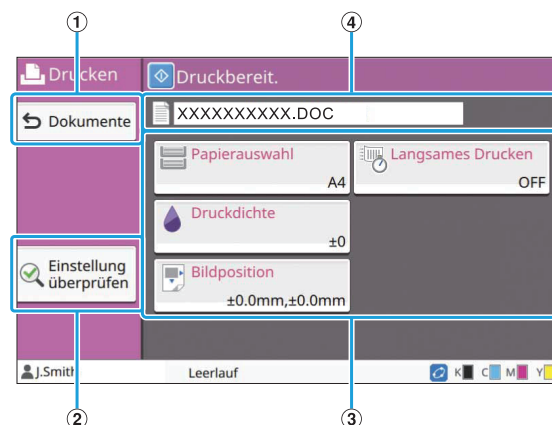 1 4
Drucken Druckbereit.
Dokumente XXXXXXXXXX.DOC
Papierauswahl Langsames Drucken
A4 OFF
Druckdichte
±0
Einstellung
überprüfen
Bildposition
±0.0mm,±0.0mm
J.Smith Leerlauf K C M Y
2 3